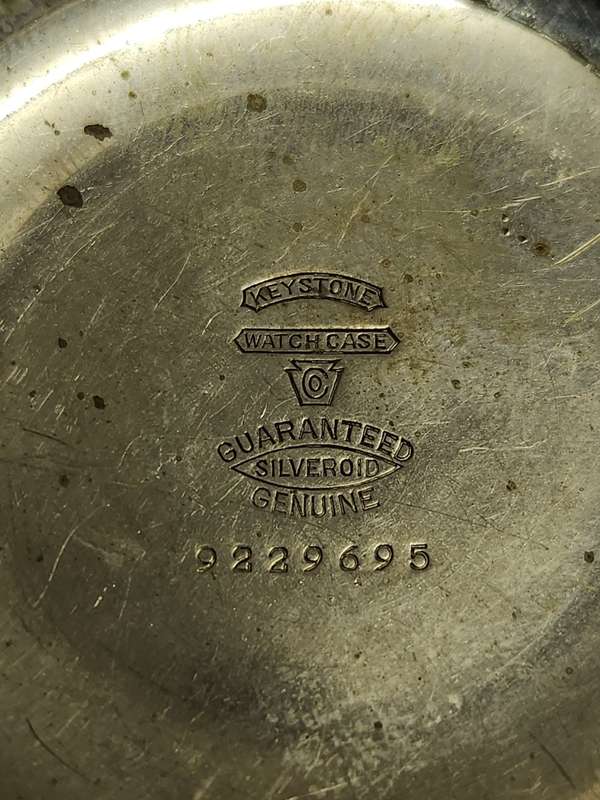 KEYSTONE
WATCH CASE
CO
GUARANTEED
SILVEROID
GENUINE
9229695